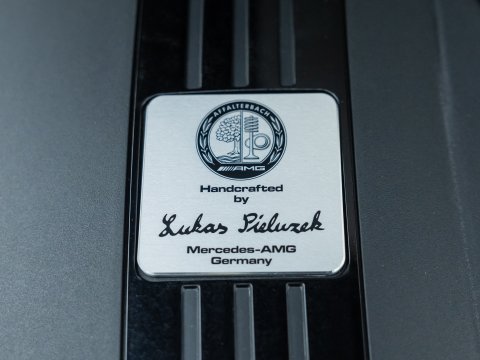 AFFALTERBACH
AMG
Handcrafted
by
Lukas Pieluzek
Mercedes-AMG
Germany